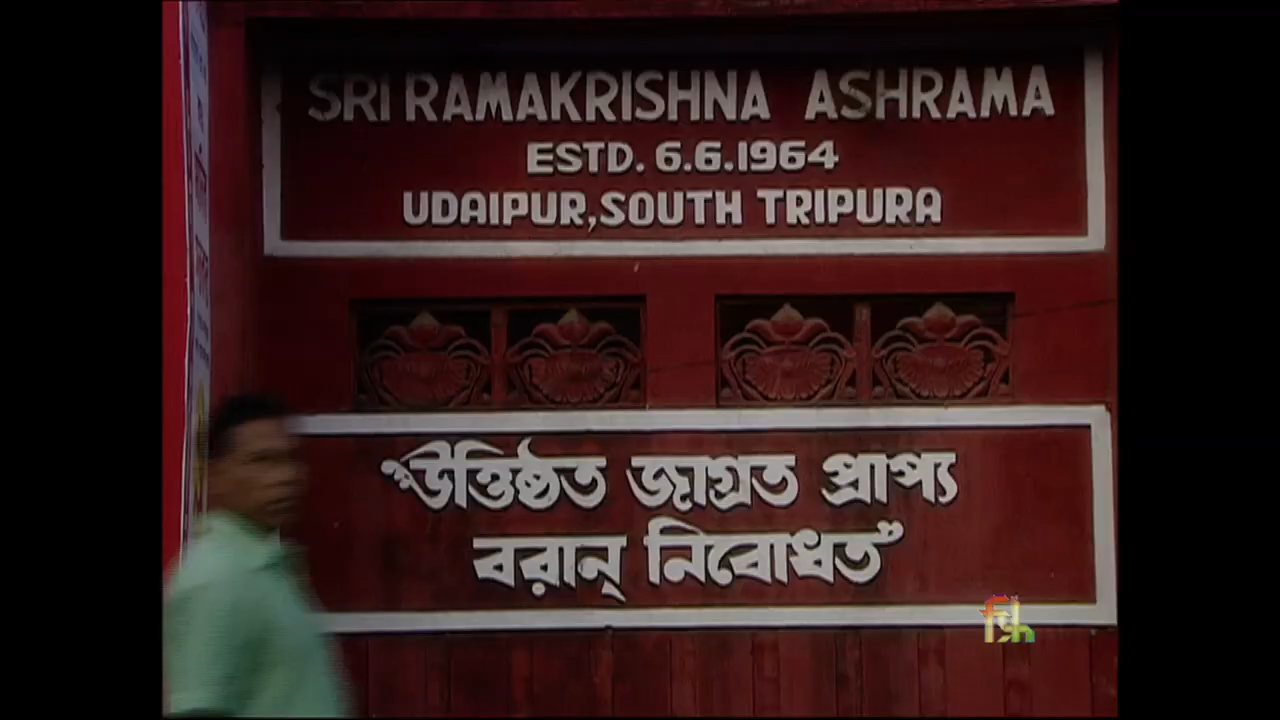 SRI RAMAKRISHNA ASHRAMA
ESTD. 6.6.1964
UDAIPUR, SOUTH TRIPURA
“উত্তিষ্ঠত জাগ্রত প্রাপ্য
বরান্ নিবোধত”